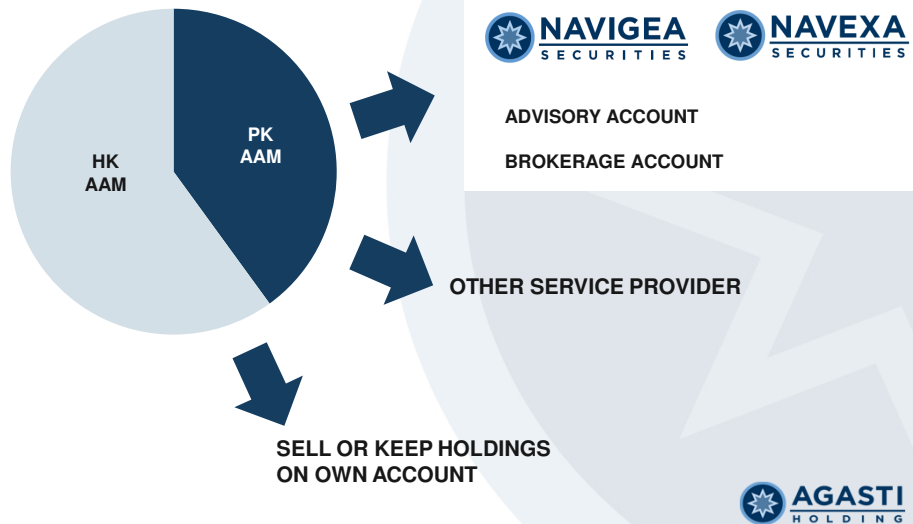 NAVIGEA
SECURITIES
NAVEXA
SECURITIES
ADVISORY ACCOUNT
BROKERAGE ACCOUNT
PK
AAM
HK
AAM
OTHER SERVICE PROVIDER
SELL OR KEEP HOLDINGS
ON OWN ACCOUNT
AGASTI
HOLDING